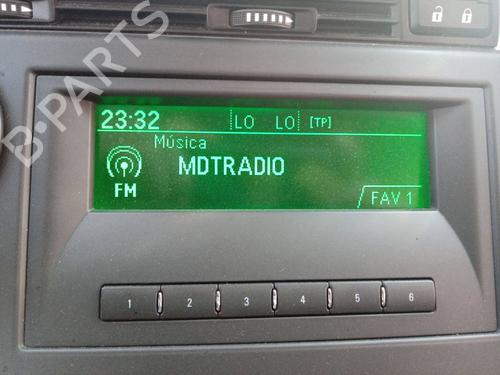 B-PARTS
23:32 LO LO [TP]
Música
MDTRADIO
FM
FAV 1
1 2 3 4 5 6